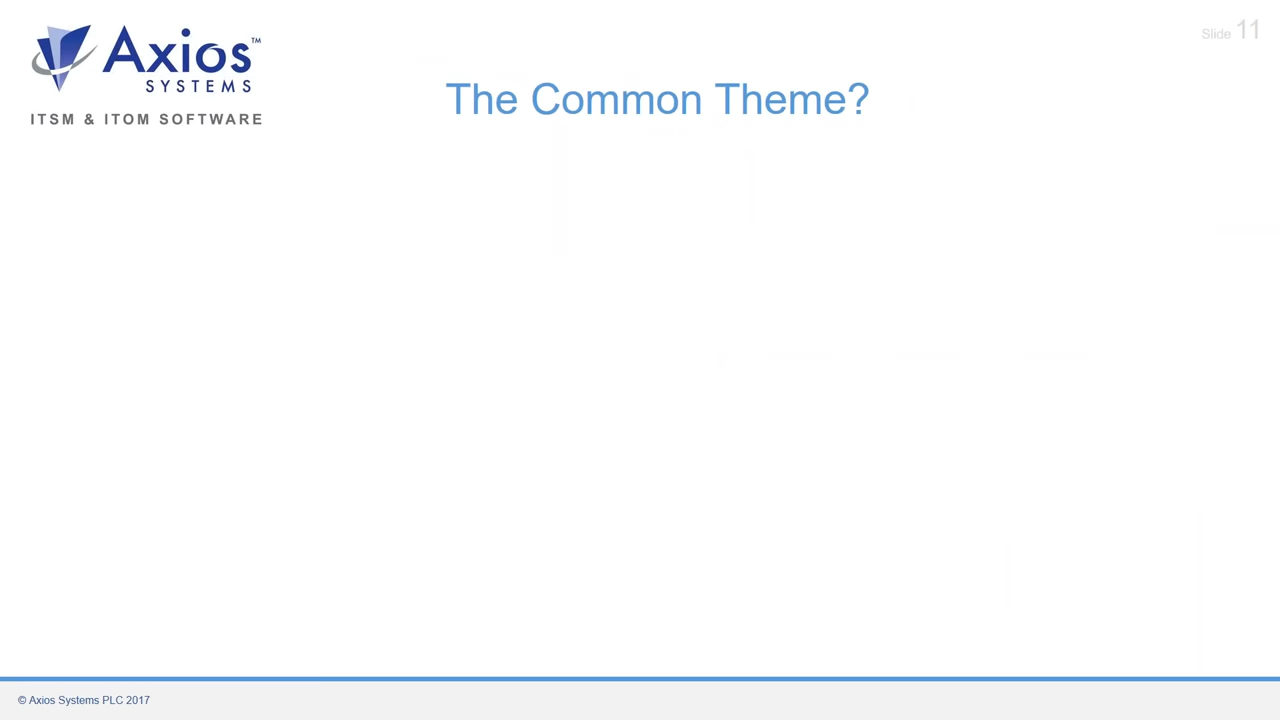 Axios™
SYSTEMS
ITSM & ITOM SOFTWARE
Slide 11
The Common Theme?
© Axios Systems PLC 2017